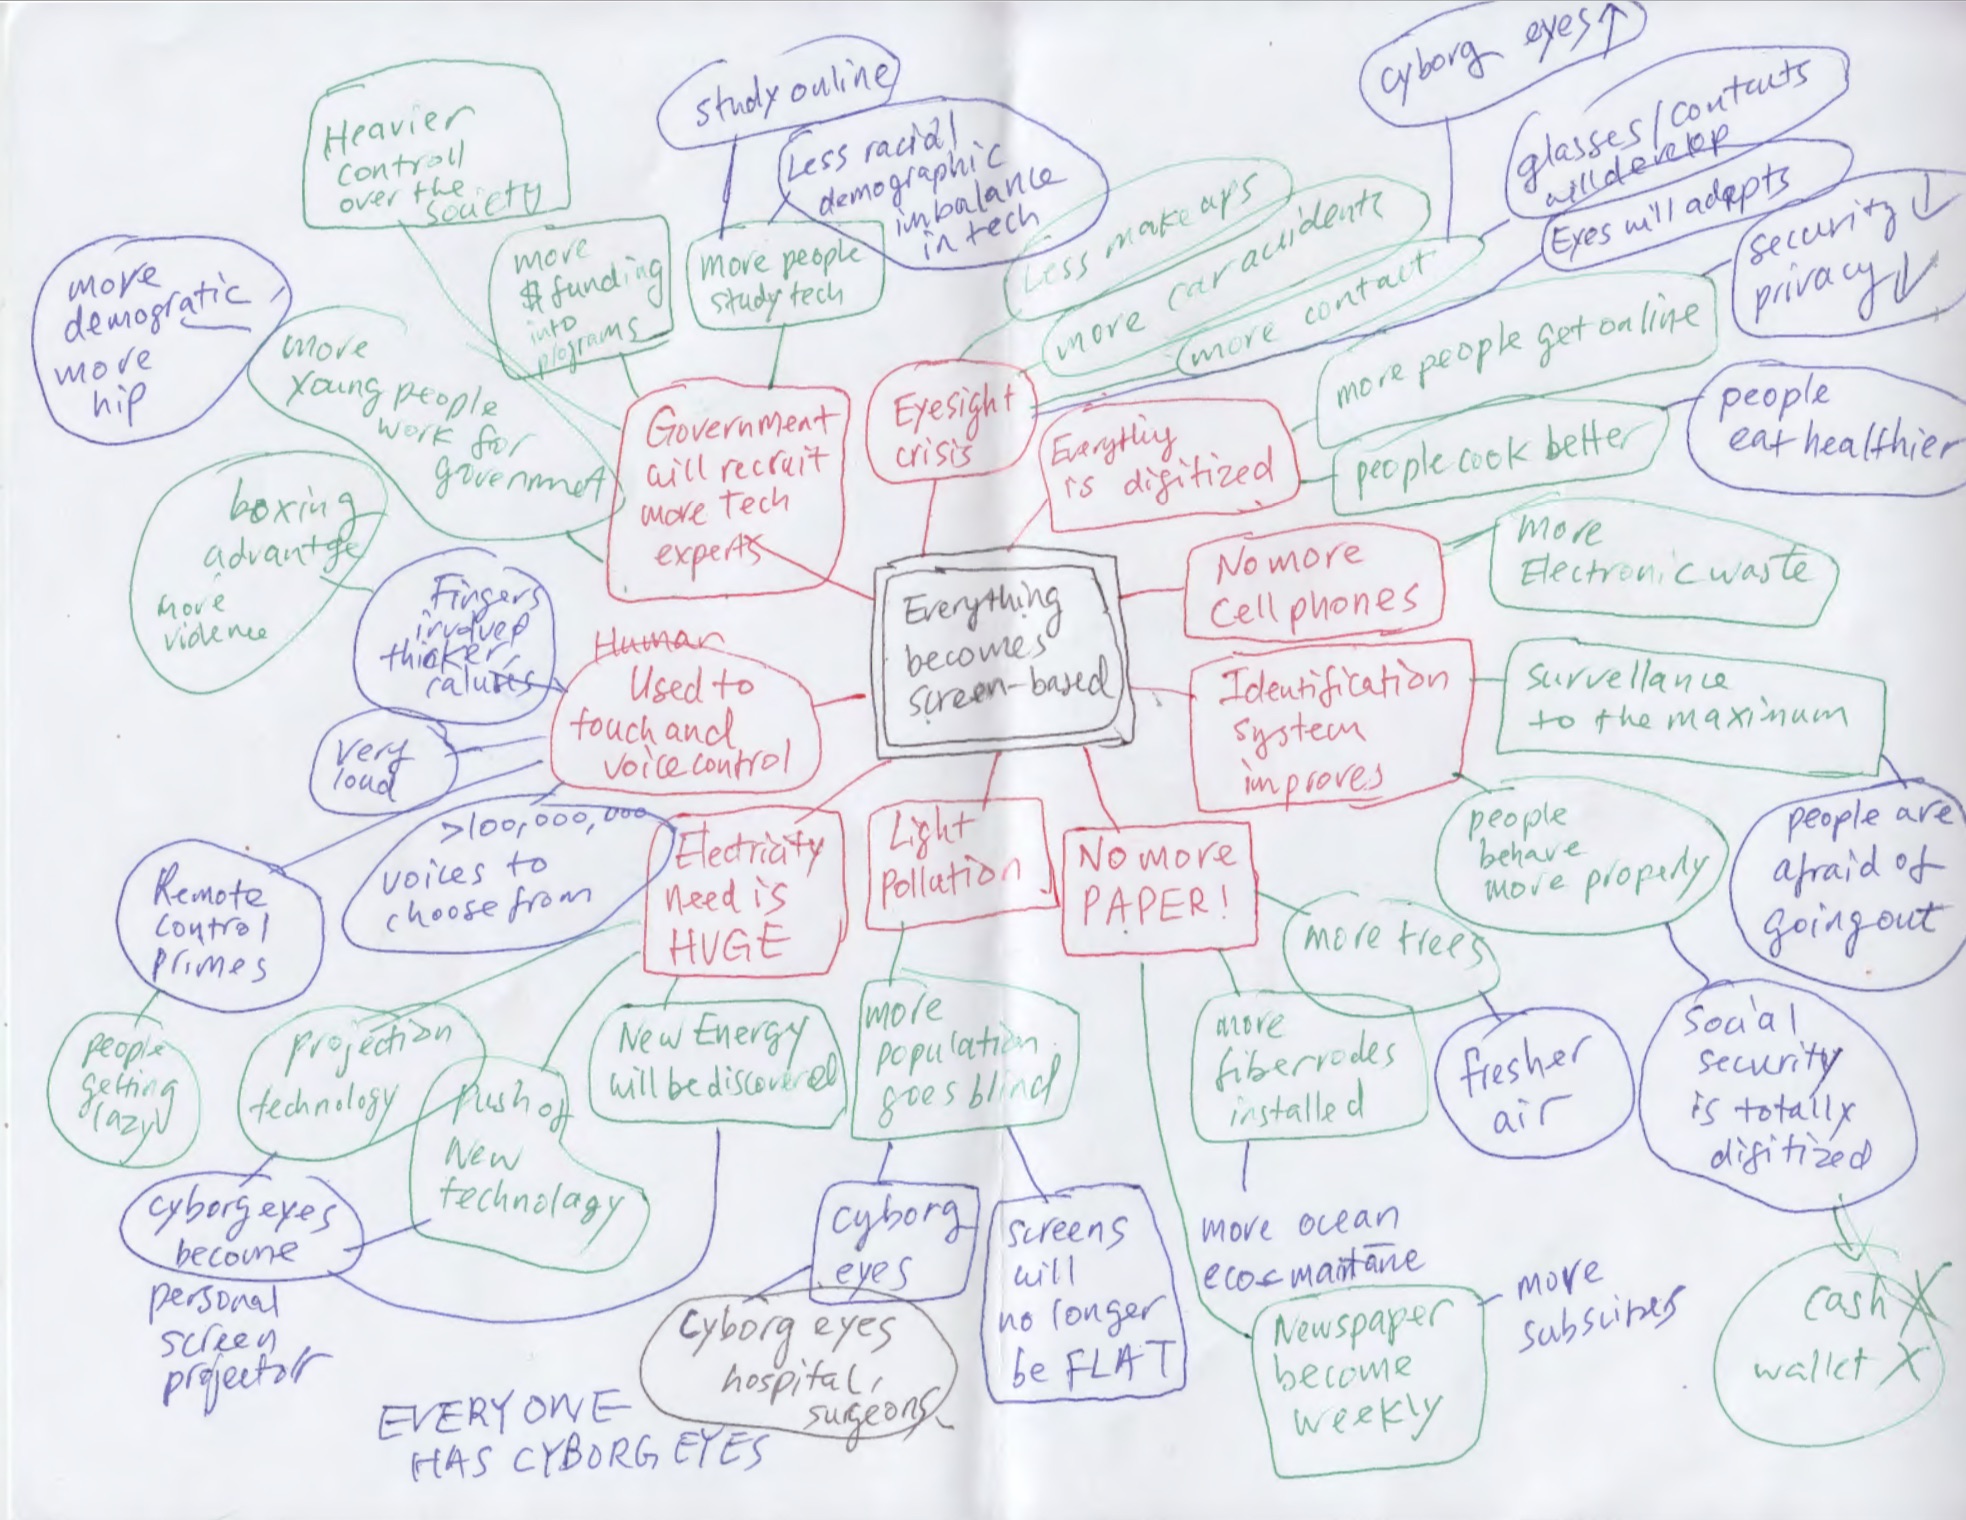 cyborg eyes ↑
study online
Heavier
controll
over the
society
Less racial
demographic
imbalance
in tech
glasses/contacts
will develop
Eyes will adapts
security ↓
privacy ↓
more
demogratic
more
hip
more
$ funding
into
programs
more people
study tech
Less make ups
more car accidents
more contact
more people get online
more
young people
work for
government
Government
will recruit
more Tech
experts
Eyesight
crisis
Everything
is digitized
people cook better
people
eat healthier
boxing
advantge
more
violence
Fingers
involved
thicker,
No more
Cell phones
more
Electronic waste
Everything
becomes
screen-based
Human
Used to
touch and
voice control
Identification
system
improves
survellance
to the maximum
very
loud
>100,000,000
voices to
choose from
Electricity
need is
HUGE
Light
pollution
No more
PAPER!
people
behave
more properly
people are
afraid of
going out
Remote
control
primes
more trees
people
getting
lazy
projection
technology
Push of
New
technology
New Energy
will be discovered
more
population
goes blind
more
fiberrodes
installed
fresher
air
Social
security
is totally
digitized
cyborg eyes
become
personal
screen
projector
cyborg
eyes
screens
will
no longer
be FLAT
more ocean
Newspaper
become
weekly
more
cash X
wallet X
cyborg eyes
hospital,
surgeons
EVERYONE
HAS CYBORG EYES